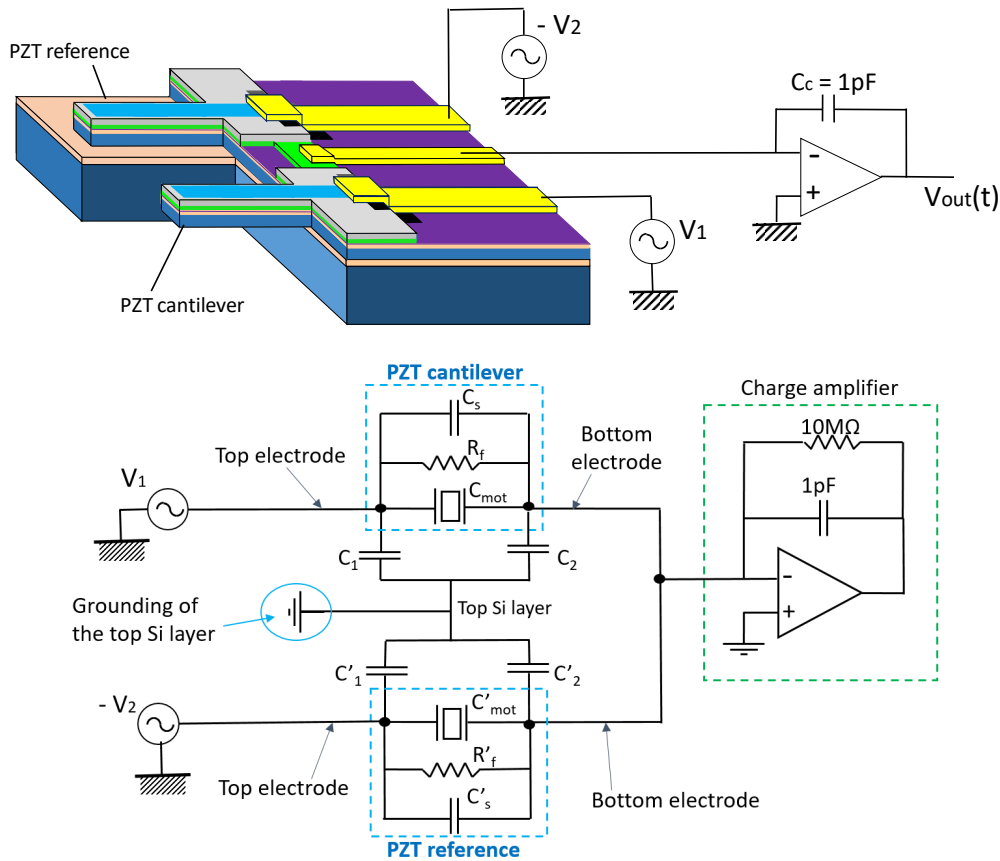 PZT reference
- V2
Cc = 1pF
-
+
Vout(t)
V1
PZT cantilever
PZT cantilever
Charge amplifier
Cs
10MΩ
Top electrode
Rf
Bottom
electrode
V1
Cmot
1pF
C1
C2
-
+
Grounding of
the top Si layer
Top Si layer
C'1
C'2
- V2
C'mot
R'f
Top electrode
C's
Bottom electrode
PZT reference